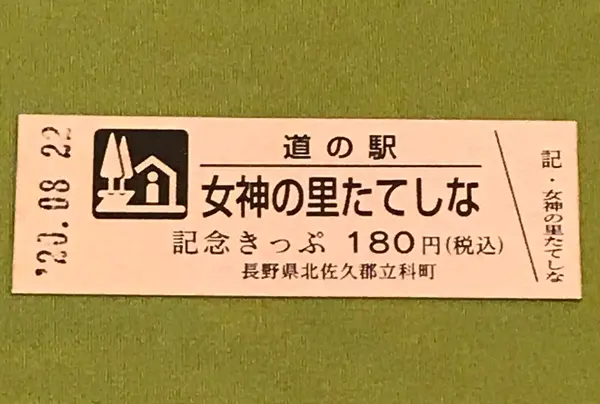 '20.08 22
道の駅
女神の里たてしな
記念きっぷ 180円(税込)
長野県北佐久郡立科町
記・女神の里たてしな